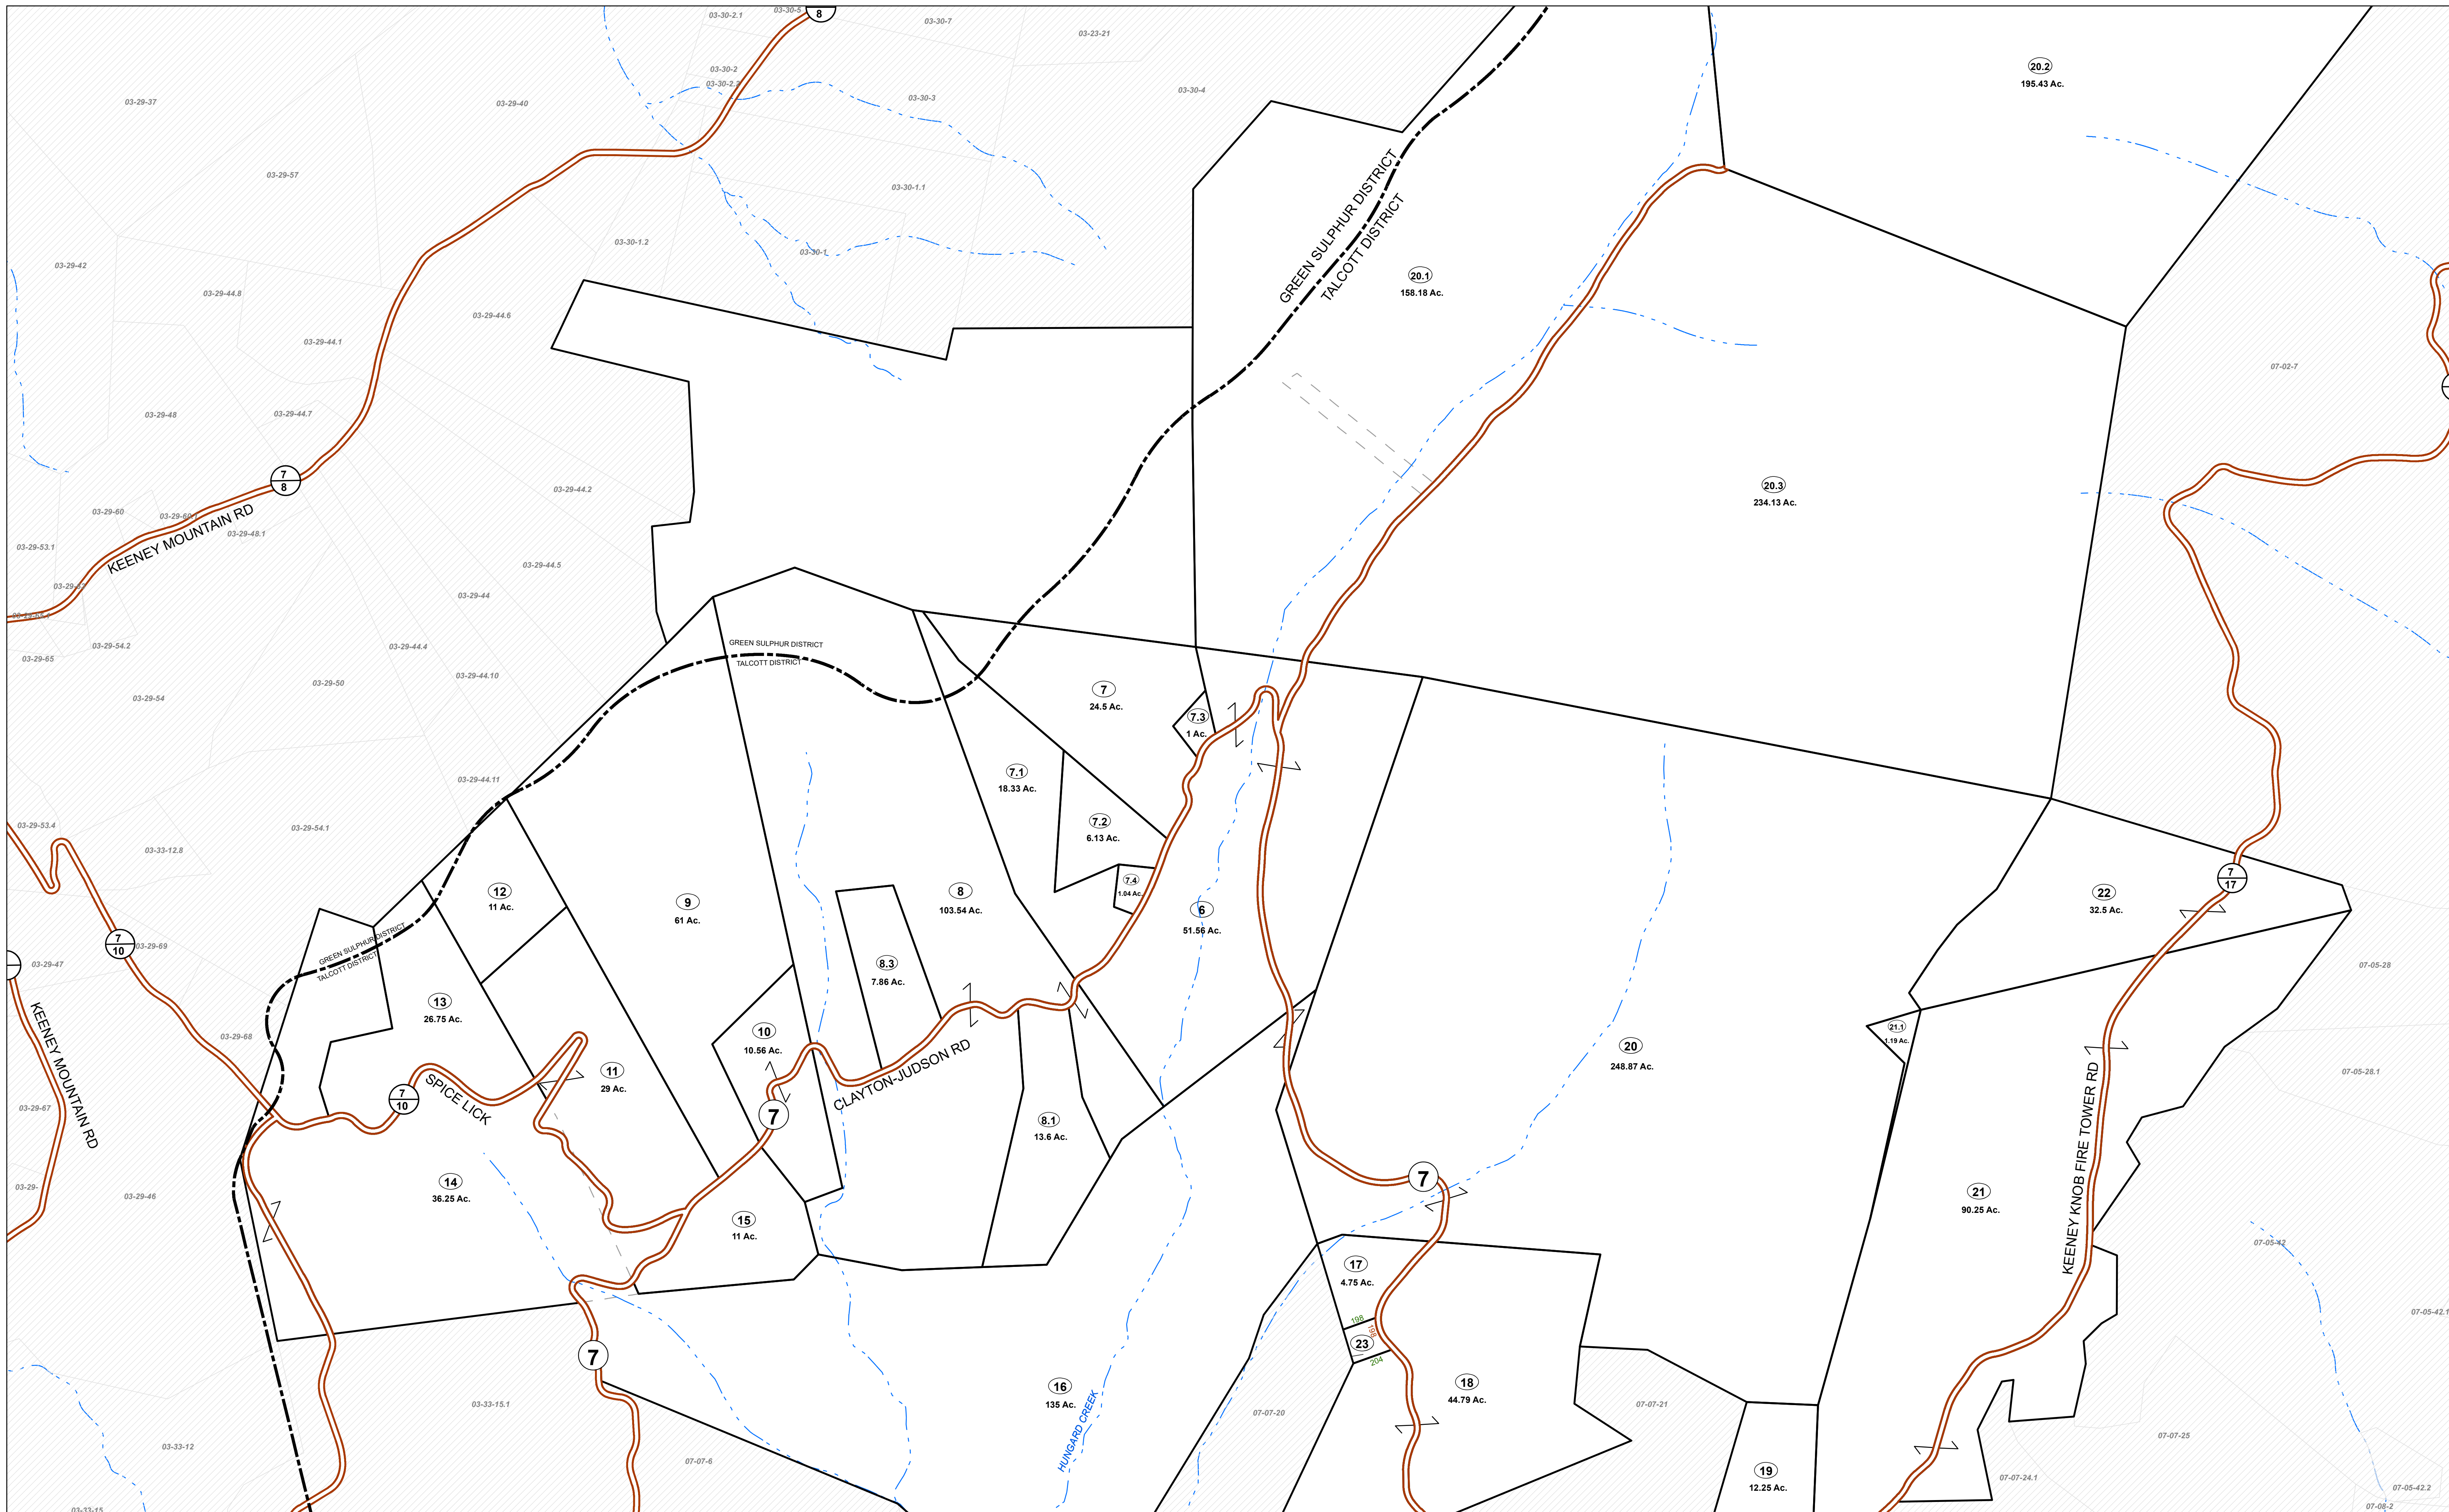 8
03-30-2.1
03-30-5
03-30-7
03-23-21
03-29-37
03-29-40
03-30-2
03-30-2.2
03-30-3
03-30-4
20.2
195.43 Ac.
03-29-57
03-30-1.1
03-30-1.2
03-30-1
GREEN SULPHUR DISTRICT
TALCOTT DISTRICT
20.1
158.18 Ac.
03-29-42
03-29-44.8
03-29-44.6
03-29-44.1
07-02-7
03-29-48
03-29-44.7
7
8
03-29-44.2
20.3
234.13 Ac.
03-29-60
KEENEY MOUNTAIN RD
03-29-48.1
03-29-53.1
03-29-44.5
03-29-44
03-29-54.2
03-29-65
03-29-44.4
03-29-44.10
GREEN SULPHUR DISTRICT
TALCOTT DISTRICT
03-29-50
03-29-54
7
24.5 Ac.
7.3
1 Ac.
03-29-44.11
7.1
18.33 Ac.
7.2
6.13 Ac.
03-29-53.4
03-29-54.1
03-33-12.8
7.4
1.04 Ac.
7
17
12
11 Ac.
9
61 Ac.
8
103.54 Ac.
6
51.56 Ac.
22
32.5 Ac.
GREEN SULPHUR DISTRICT
TALCOTT DISTRICT
7
10
03-29-69
03-29-47
8.3
7.86 Ac.
07-05-28
13
26.75 Ac.
10
10.56 Ac.
21.1
1.19 Ac.
KEENEY MOUNTAIN RD
03-29-68
20
248.87 Ac.
11
29 Ac.
07-05-28.1
7
10
SPICE LICK
CLAYTON-JUDSON RD
7
03-29-67
8.1
13.6 Ac.
KEENEY KNOB FIRE TOWER RD
03-29-
03-29-46
14
36.25 Ac.
7
21
90.25 Ac.
15
11 Ac.
07-05-42
17
4.75 Ac.
07-05-42.1
198
198
23
204
7
16
135 Ac.
18
44.79 Ac.
HUNGARD CREEK
03-33-15.1
07-07-20
07-07-21
03-33-12
07-07-25
07-07-6
19
12.25 Ac.
07-07-24.1
07-05-42.2
03-33-15
07-08-2